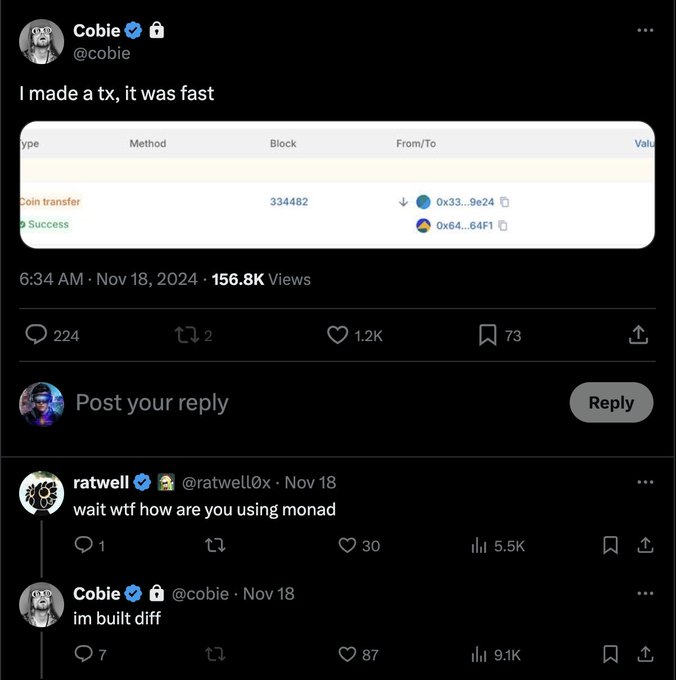 Cobie
@cobie
I made a tx, it was fast
ype Method Block From/To Valu
Coin transfer 334482 0x33...9e24
Success 0x64...64F1
6:34 AM · Nov 18, 2024 · 156.8K Views
224 2 1.2K 73
Post your reply Reply
ratwell @ratwell0x · Nov 18
wait wtf how are you using monad
1 30 5.5K
Cobie @cobie · Nov 18
im built diff
7 87 9.1K